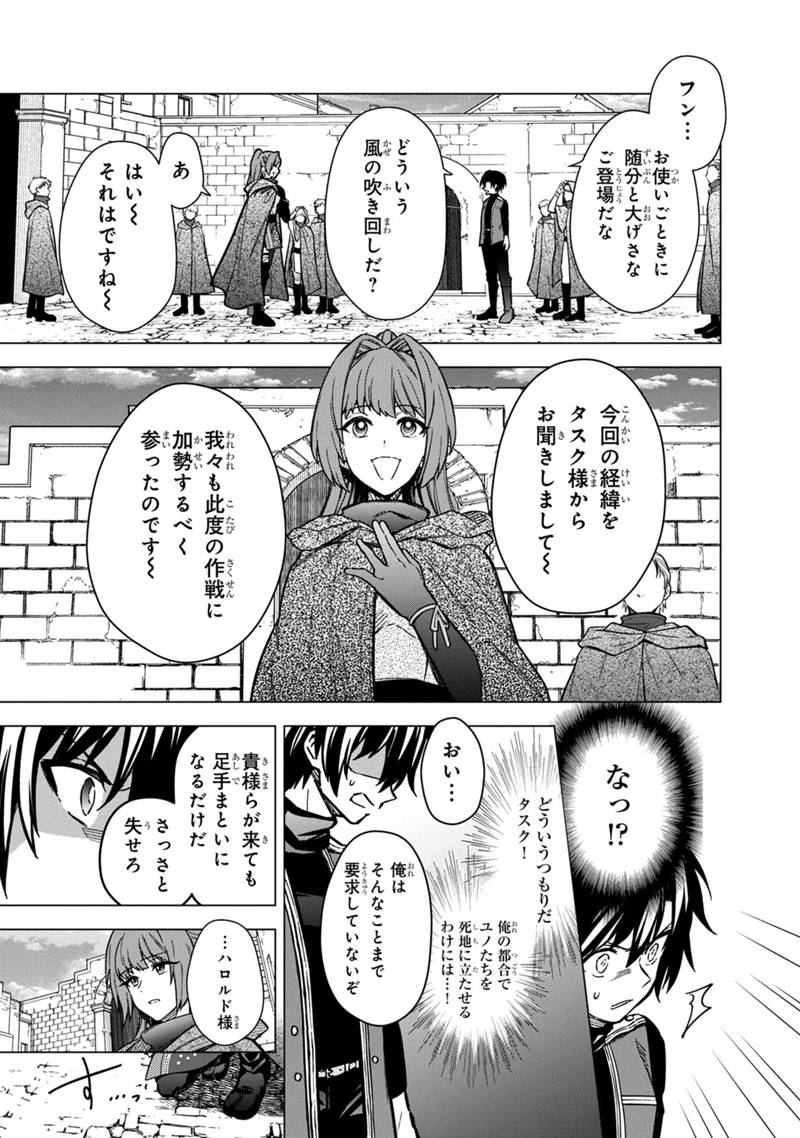 フン…
お使いごときに
随分と大げさな
ご登場だな
どういう
風の吹き回しだ？
あ
はい〜
それはですね〜
今回の経緯を
タスク様から
お聞きしまして〜
我々も此度の作戦に
加勢するべく
参ったのです〜
なっ!?
どういうつもりだ
タスク！
俺の都合で
ユノたちを
死地に立たせる
わけには…！
おい…
俺は
そんなことまで
要求していないぞ
貴様らが来ても
足手まといに
なるだけだ
さっさと
失せろ
…ハロルド様
す…っ